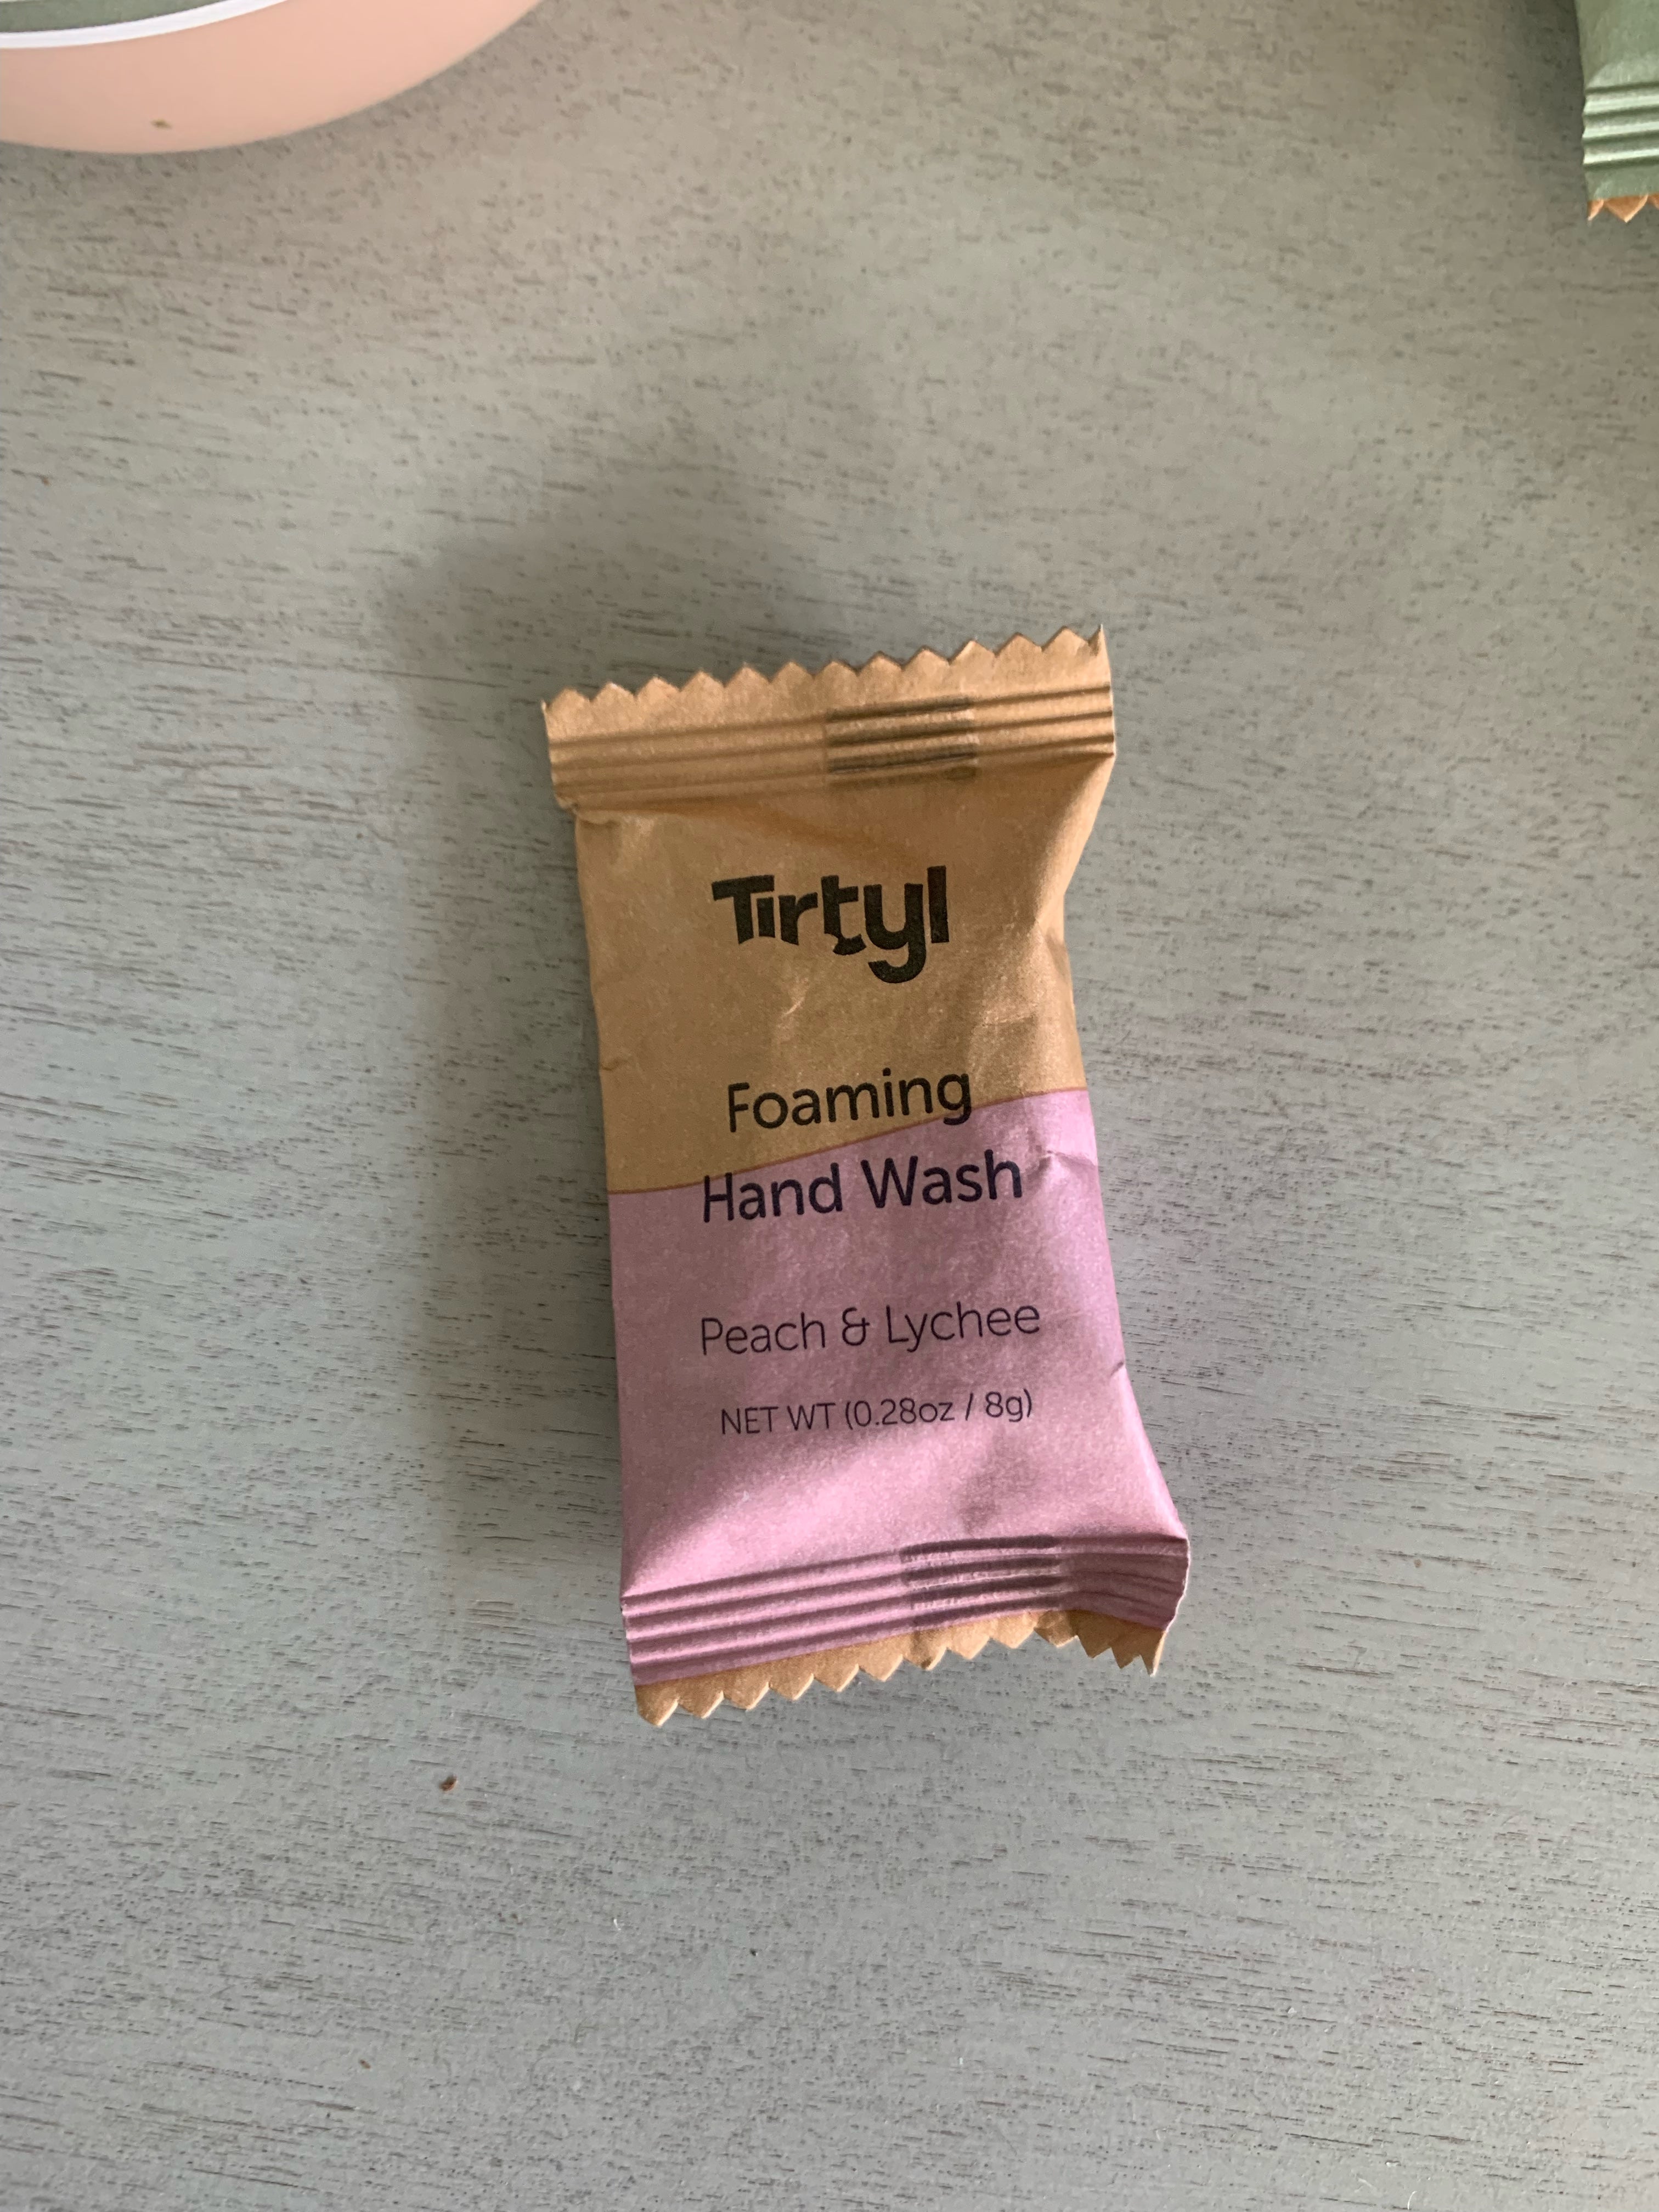 Tirtyl
Foaming
Hand Wash
Peach & Lychee
NET WT (0.28oz / 8g)